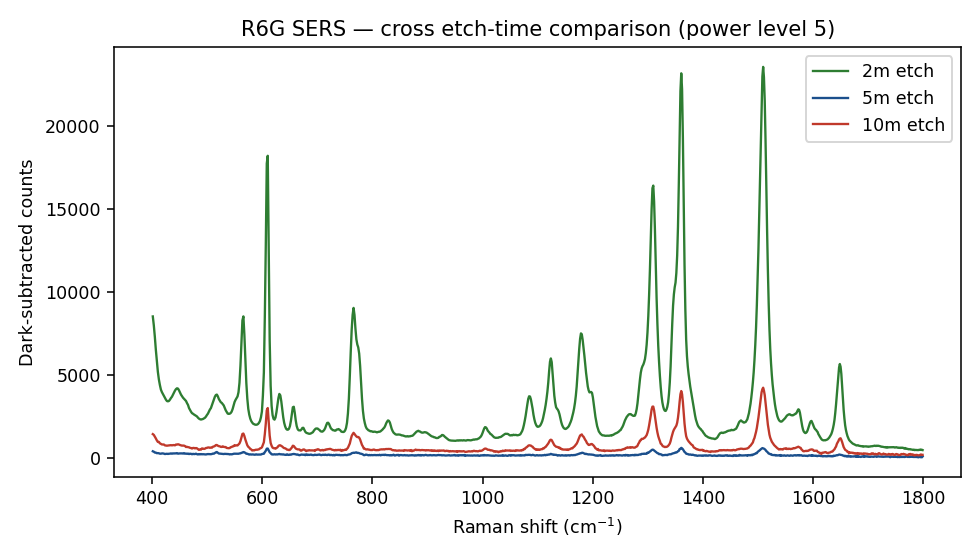 R6G SERS — cross etch-time comparison (power level 5)
2m etch
5m etch
10m etch
Dark-subtracted counts
20000
15000
10000
5000
0
400 600 800 1000 1200 1400 1600 1800
Raman shift (cm⁻¹)